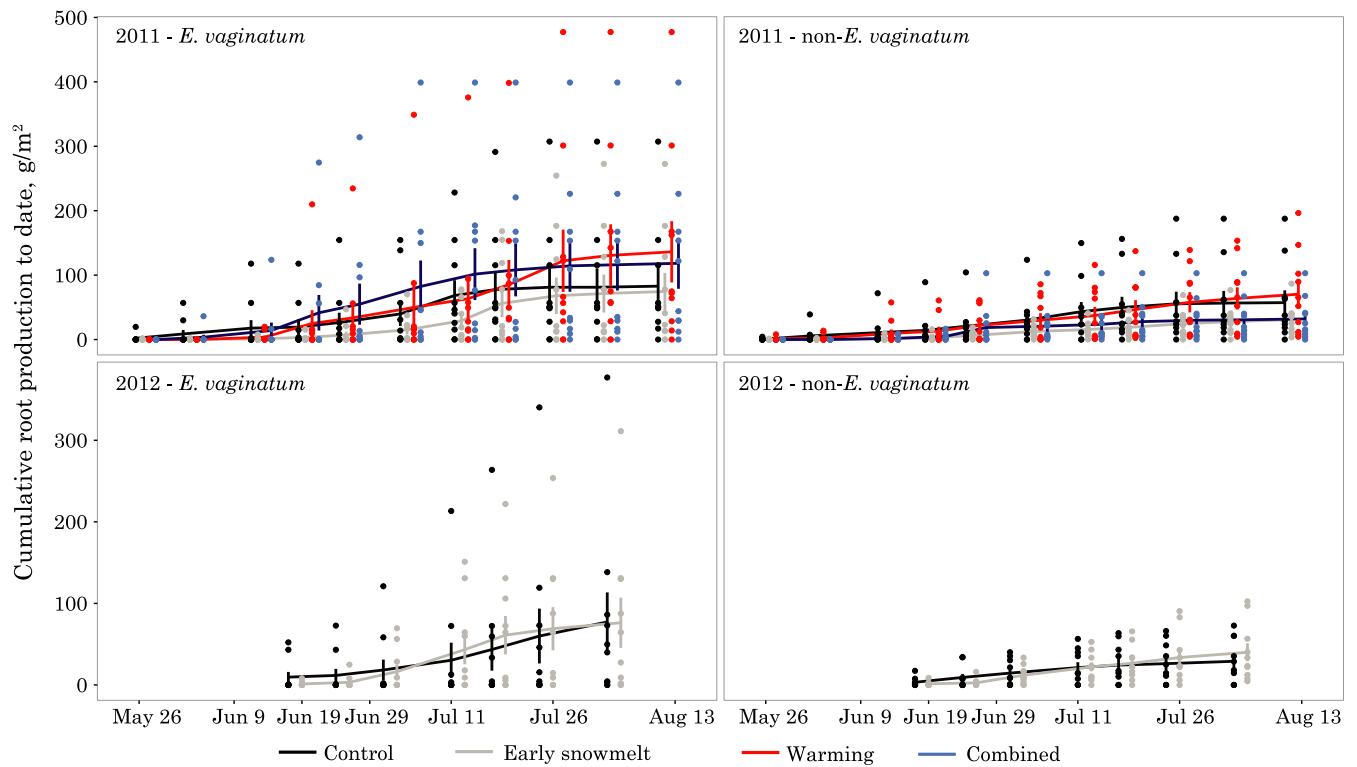 Cumulative root production to date, g/m²
500
400
300
200
100
0
2011 - E. vaginatum
2011 - non-E. vaginatum
300
200
100
0
2012 - E. vaginatum
2012 - non-E. vaginatum
May 26 Jun 9 Jun 19 Jun 29 Jul 11 Jul 26 Aug 13
May 26 Jun 9 Jun 19 Jun 29 Jul 11 Jul 26 Aug 13
Control Early snowmelt Warming Combined